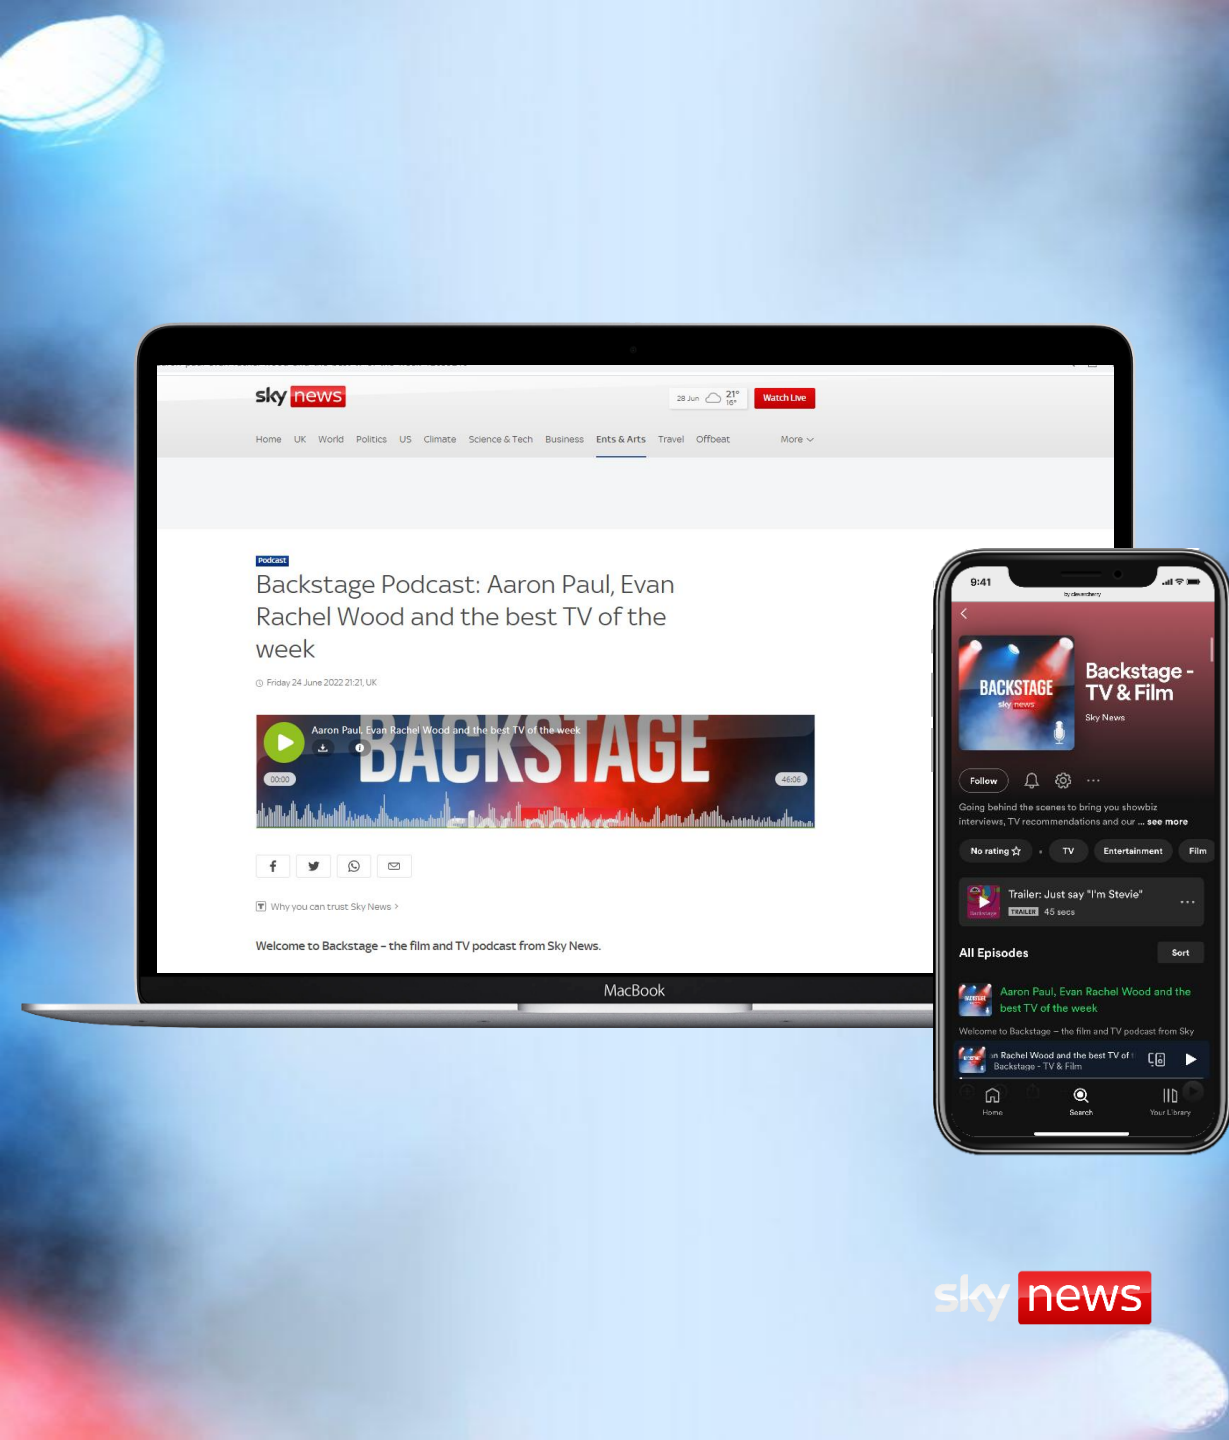 sky news
28 Jun 21° 16°
Watch Live
Home UK World Politics US Climate Science & Tech Business Ents & Arts Travel Offbeat More
Podcast
Backstage Podcast: Aaron Paul, Evan
Rachel Wood and the best TV of the
week
Friday 24 June 2022 21:21, UK
BACKSTAGE
Aaron Paul, Evan Rachel Wood and the best TV of the week
00:00
46:06
sky news
Why you can trust Sky News >
Welcome to Backstage – the film and TV podcast from Sky News.
MacBook
9:41
by clevercherry
BACKSTAGE
sky news
Backstage -
TV & Film
Sky News
Follow
Going behind the scenes to bring you showbiz
interviews, TV recommendations and our ... see more
No rating
TV
Entertainment
Film
Backstage
Trailer: Just say "I'm Stevie"
TRAILER 45 secs
All Episodes
Sort
BACKSTAGE
Aaron Paul, Evan Rachel Wood and the
best TV of the week
Welcome to Backstage – the film and TV podcast from Sky
Rachel Wood and the best TV of
Backstage - TV & Film
Home
Search
Your Library
sky news